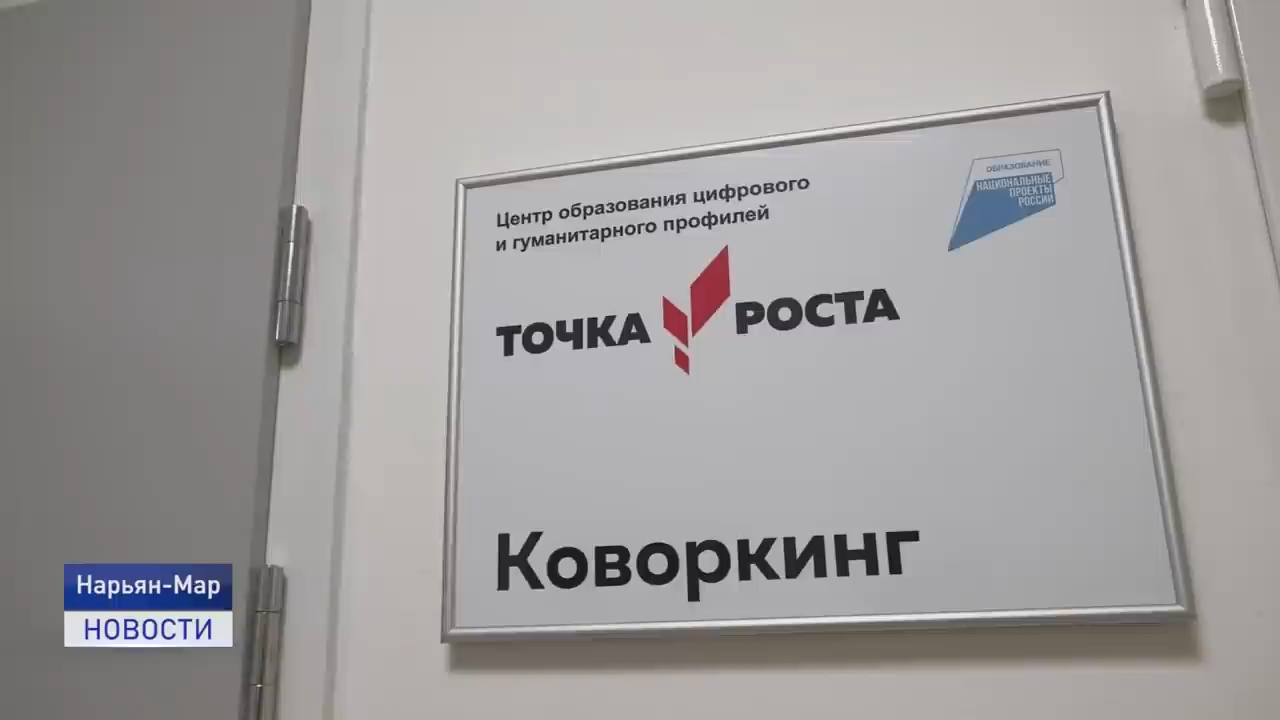 Центр образования цифрового
и гуманитарного профилей
ОБРАЗОВАНИЕ
НАЦИОНАЛЬНЫЕ
ПРОЕКТЫ
РОССИИ
ТОЧКА РОСТА
Коворкинг
Нарьян-Мар
НОВОСТИ